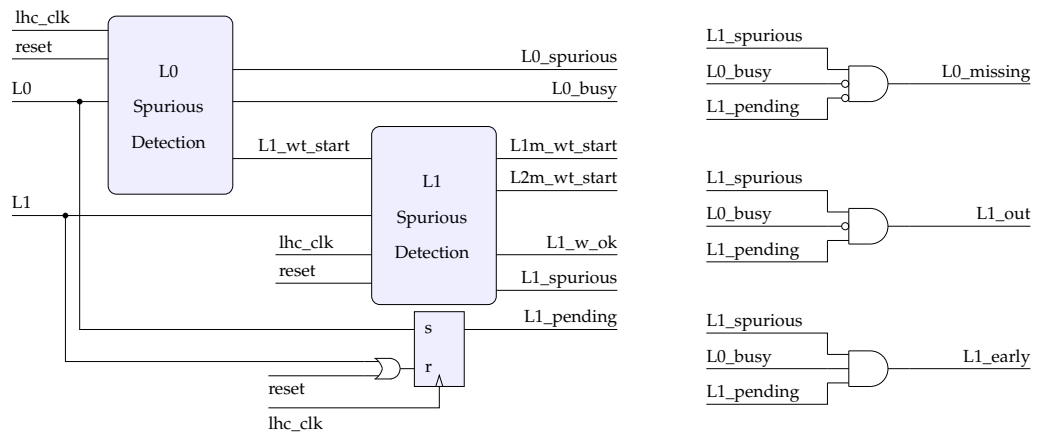 lhc_clk
reset
L0
L0
Spurious
Detection
L0_spurious
L0_busy
L1_wt_start
L1
L1
Spurious
Detection
lhc_clk
reset
L1m_wt_start
L2m_wt_start
L1_w_ok
L1_spurious
L1_pending
s
r
reset
lhc_clk
L1_spurious
L0_busy
L1_pending
L0_missing
L1_spurious
L0_busy
L1_pending
L1_out
L1_spurious
L0_busy
L1_pending
L1_early